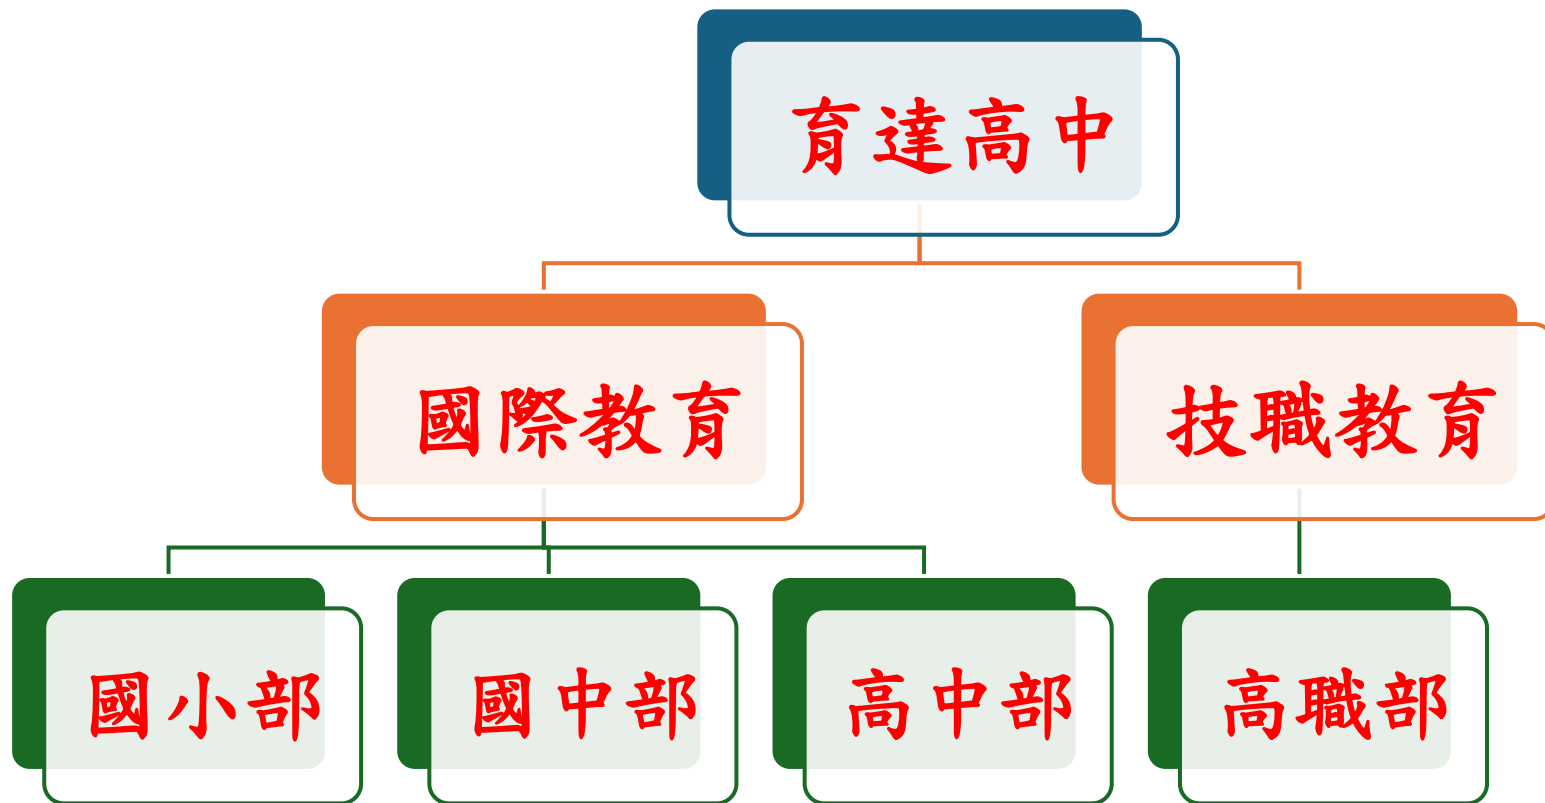 育達高中
國際教育
技職教育
國小部
國中部
高中部
高職部